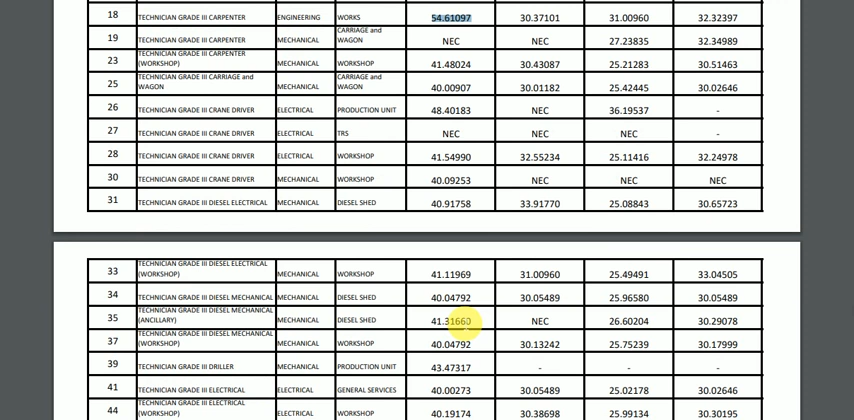 18 TECHNICIAN GRADE III CARPENTER ENGINEERING WORKS 54.61097 30.37101 31.00960 32.32397
19 TECHNICIAN GRADE III CARPENTER MECHANICAL CARRIAGE and WAGON NEC NEC 27.23835 32.34989
23 TECHNICIAN GRADE III CARPENTER (WORKSHOP) MECHANICAL WORKSHOP 41.48024 30.43087 25.21283 30.51463
25 TECHNICIAN GRADE III CARRIAGE and WAGON MECHANICAL CARRIAGE and WAGON 40.00907 30.01182 25.42445 30.02646
26 TECHNICIAN GRADE III CRANE DRIVER ELECTRICAL PRODUCTION UNIT 48.40183 NEC 36.19537 -
27 TECHNICIAN GRADE III CRANE DRIVER ELECTRICAL TRS NEC NEC NEC -
28 TECHNICIAN GRADE III CRANE DRIVER ELECTRICAL WORKSHOP 41.54990 32.55234 25.11416 32.24978
30 TECHNICIAN GRADE III CRANE DRIVER MECHANICAL WORKSHOP 40.09253 NEC NEC NEC
31 TECHNICIAN GRADE III DIESEL ELECTRICAL MECHANICAL DIESEL SHED 40.91758 33.91770 25.08843 30.65723
33 TECHNICIAN GRADE III DIESEL ELECTRICAL (WORKSHOP) MECHANICAL WORKSHOP 41.11969 31.00960 25.49491 33.04505
34 TECHNICIAN GRADE III DIESEL MECHANICAL MECHANICAL DIESEL SHED 40.04792 30.05489 25.96580 30.05489
35 TECHNICIAN GRADE III DIESEL MECHANICAL (ANCILLARY) MECHANICAL DIESEL SHED 41.31660 NEC 26.60204 30.29078
37 TECHNICIAN GRADE III DIESEL MECHANICAL (WORKSHOP) MECHANICAL WORKSHOP 40.04792 30.13242 25.75239 30.17999
39 TECHNICIAN GRADE III DRILLER MECHANICAL PRODUCTION UNIT 43.47317 - - -
41 TECHNICIAN GRADE III ELECTRICAL ELECTRICAL GENERAL SERVICES 40.00273 30.05489 25.02178 30.02646
44 TECHNICIAN GRADE III ELECTRICAL (WORKSHOP) ELECTRICAL WORKSHOP 40.19174 30.38698 25.99134 30.30195